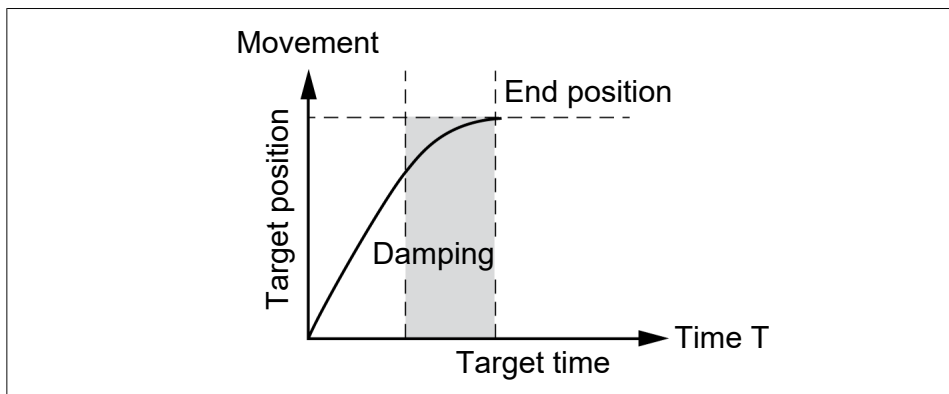 Movement
End position
Target position
Damping
Time T
Target time